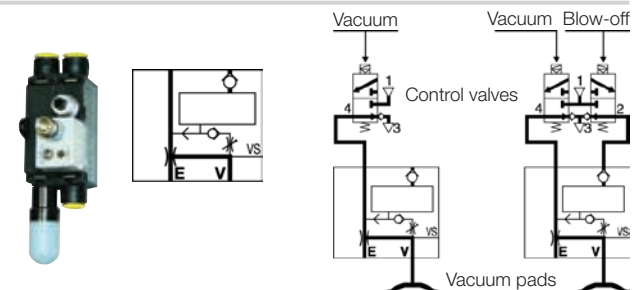 Vacuum
Vacuum Blow-off
1
1
Control valves
4
3
4
3
2
VS
E V
VS
E V
VS
E V
Vacuum pads